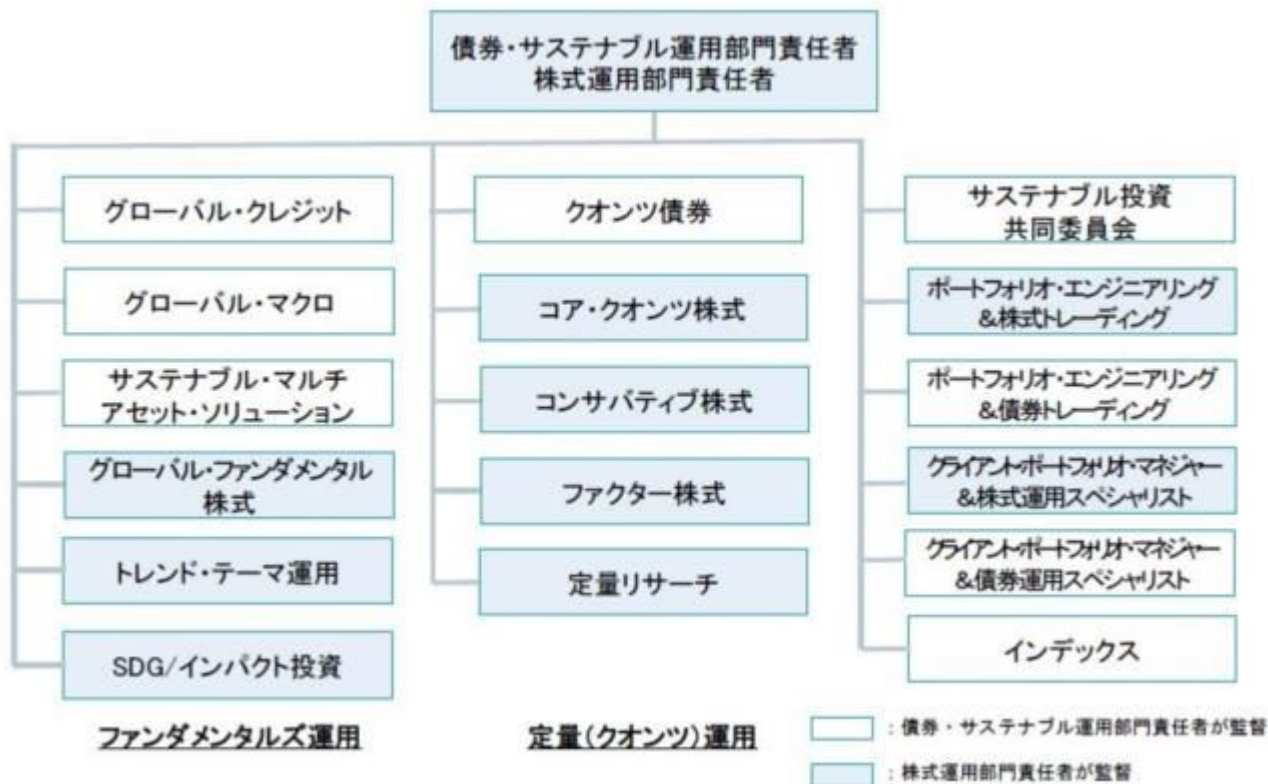 債券・サステナブル運用部門責任者
株式運用部門責任者
グローバル・クレジット
グローバル・マクロ
サステナブル・マルチ
アセット・ソリューション
グローバル・ファンダメンタル
株式
トレンド・テーマ運用
SDG/インパクト投資
ファンダメンタルズ運用
クオンツ債券
コア・クオンツ株式
コンサバティブ株式
ファクター株式
定量リサーチ
定量(クオンツ)運用
サステナブル投資
共同委員会
ポートフォリオ・エンジニアリング
&株式トレーディング
ポートフォリオ・エンジニアリング
&債券トレーディング
クライアント・ポートフォリオ・マネジャー
&株式運用スペシャリスト
クライアント・ポートフォリオ・マネジャー
&債券運用スペシャリスト
インデックス
:債券・サステナブル運用部門責任者が監督
:株式運用部門責任者が監督